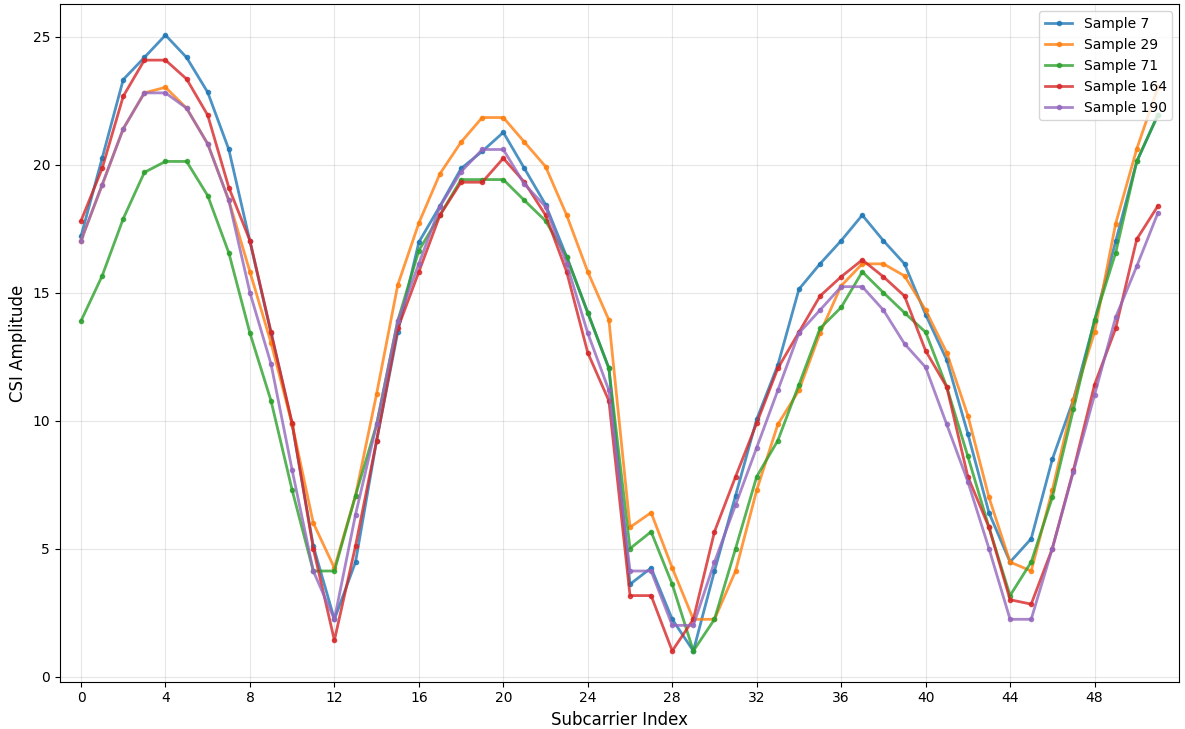 25
20
15
10
5
0
CSI Amplitude
Sample 7
Sample 29
Sample 71
Sample 164
Sample 190
0 4 8 12 16 20 24 28 32 36 40 44 48
Subcarrier Index